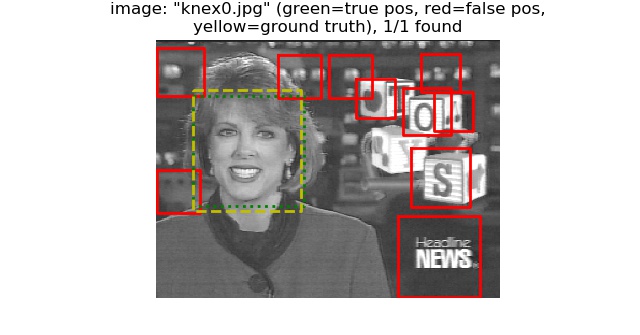 image: "knex0.jpg" (green=true pos, red=false pos,
yellow=ground truth), 1/1 found
O
S
Headline
NEWS